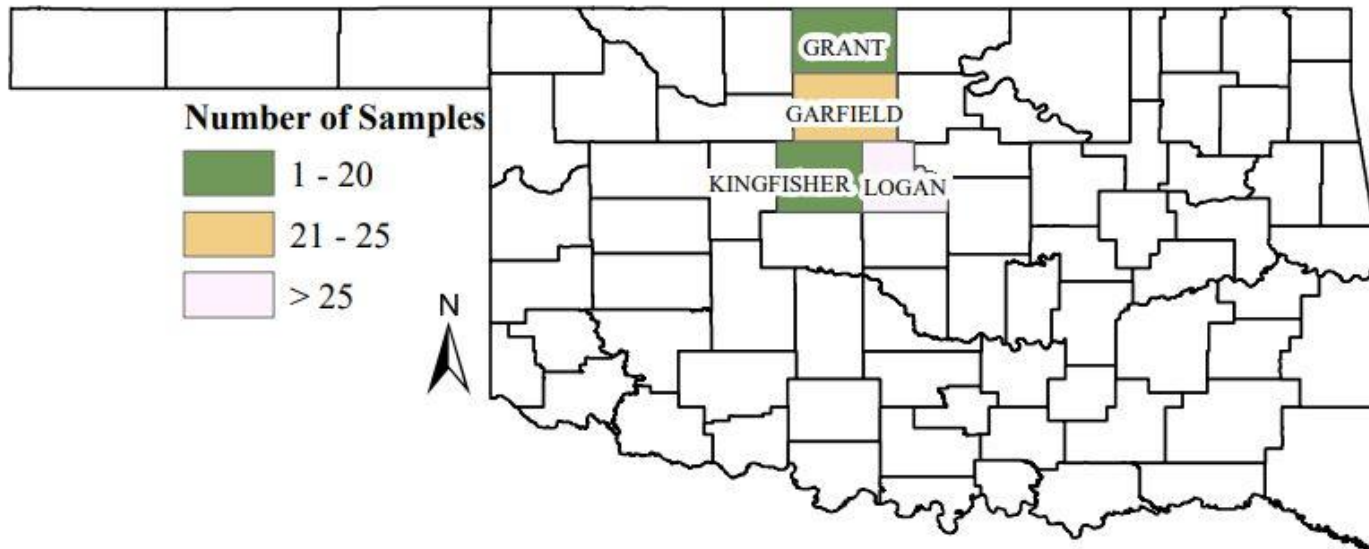 GRANT
Number of Samples
GARFIELD
1 - 20
KINGFISHER
LOGAN
21 - 25
> 25
N